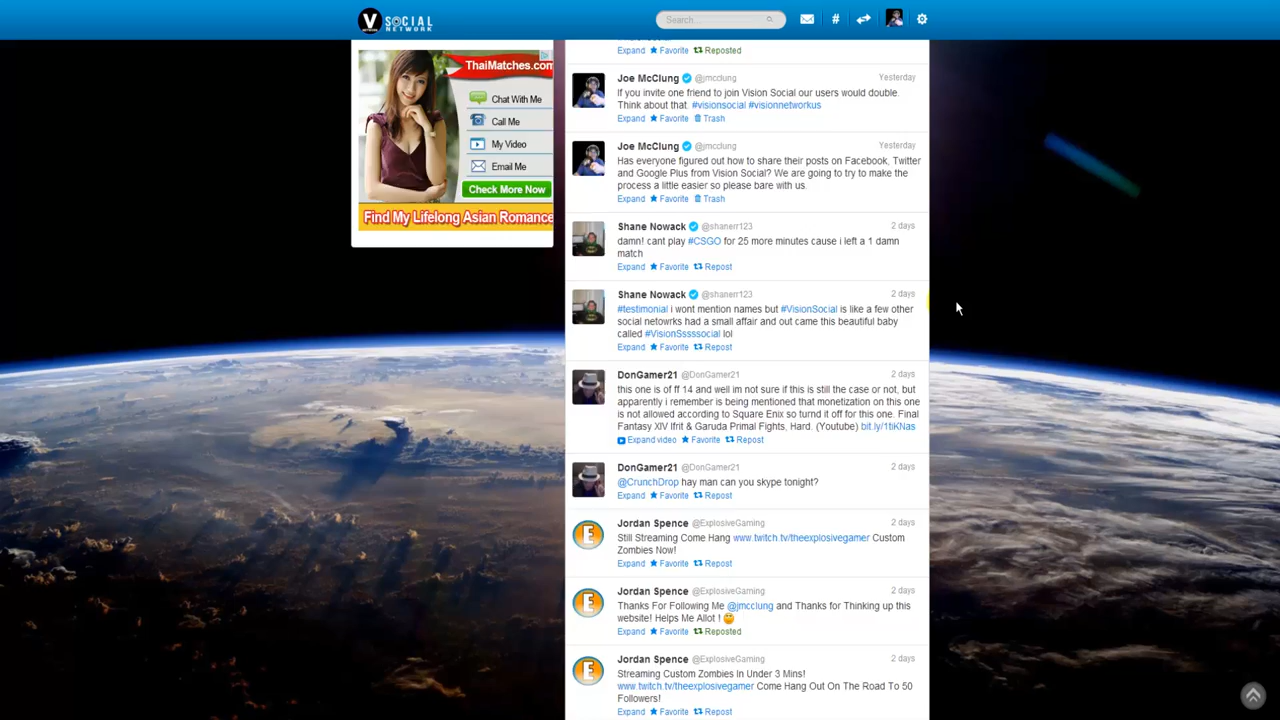 V SOCIAL NETWORK
Search...
#
ThaiMatches.com
Chat With Me
Call Me
My Video
Email Me
Check More Now
Find My Lifelong Asian Romance
Expand Favorite Reposted
Joe McClung @jmcclung Yesterday
If you invite one friend to join Vision Social our users would double.
Think about that. #visionsocial #visionnetworkus
Expand Favorite Trash
Joe McClung @jmcclung Yesterday
Has everyone figured out how to share their posts on Facebook, Twitter
and Google Plus from Vision Social? We are going to try to make the
process a little easier so please bare with us.
Expand Favorite Trash
Shane Nowack @shanerr123 2 days
damn! cant play #CSGO for 25 more minutes cause i left a 1 damn
match
Expand Favorite Repost
Shane Nowack @shanerr123 2 days
#testimonial i wont mention names but #VisionSocial is like a few other
social netowrks had a small affair and out came this beautiful baby
called #VisionSsssocial lol
Expand Favorite Repost
DonGamer21 @DonGamer21 2 days
this one is of ff 14 and well im not sure if this is still the case or not, but
apparently i remember is being mentioned that monetization on this one
is not allowed according to Square Enix so turnd it off for this one. Final
Fantasy XIV Ifrit & Garuda Primal Fights, Hard. (Youtube) bit.ly/1tiKNas
Expand video Favorite Repost
DonGamer21 @DonGamer21 2 days
@CrunchDrop hay man can you skype tonight?
Expand Favorite Repost
Jordan Spence @ExplosiveGaming 2 days
Still Streaming Come Hang www.twitch.tv/theexplosivegamer Custom
Zombies Now!
Expand Favorite Repost
Jordan Spence @ExplosiveGaming 2 days
Thanks For Following Me @jmcclung and Thanks for Thinking up this
website! Helps Me Allot !
Expand Favorite Reposted
Jordan Spence @ExplosiveGaming 2 days
Streaming Custom Zombies In Under 3 Mins!
www.twitch.tv/theexplosivegamer Come Hang Out On The Road To 50
Followers!
Expand Favorite Repost